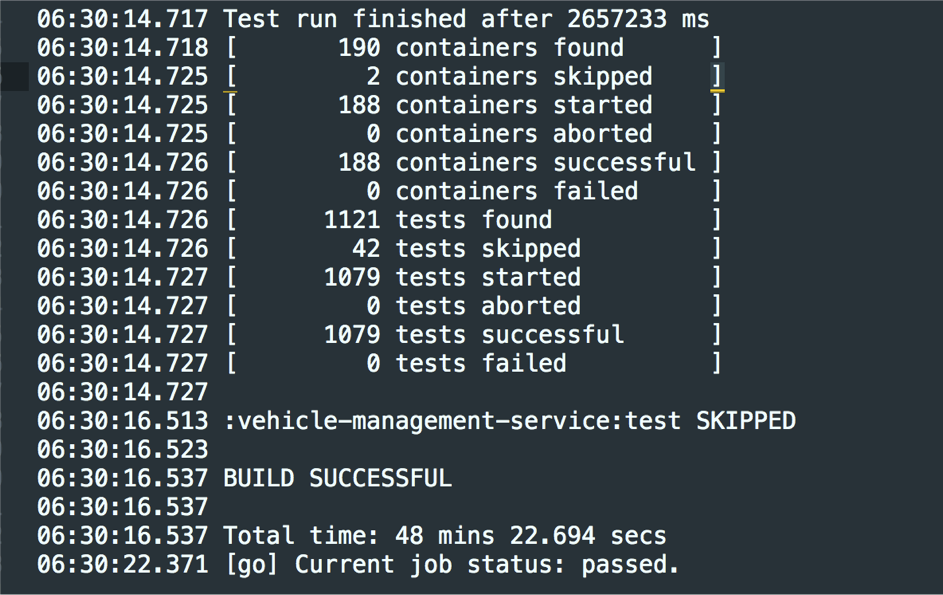 06:30:14.717 Test run finished after 2657233 ms
06:30:14.718 [       190 containers found      ]
06:30:14.725 [         2 containers skipped    ]
06:30:14.725 [       188 containers started    ]
06:30:14.725 [         0 containers aborted    ]
06:30:14.726 [       188 containers successful ]
06:30:14.726 [         0 containers failed     ]
06:30:14.726 [      1121 tests found           ]
06:30:14.726 [        42 tests skipped         ]
06:30:14.727 [      1079 tests started         ]
06:30:14.727 [         0 tests aborted         ]
06:30:14.727 [      1079 tests successful      ]
06:30:14.727 [         0 tests failed          ]
06:30:14.727
06:30:16.513 :vehicle-management-service:test SKIPPED
06:30:16.523
06:30:16.537 BUILD SUCCESSFUL
06:30:16.537
06:30:16.537 Total time: 48 mins 22.694 secs
06:30:22.371 [go] Current job status: passed.